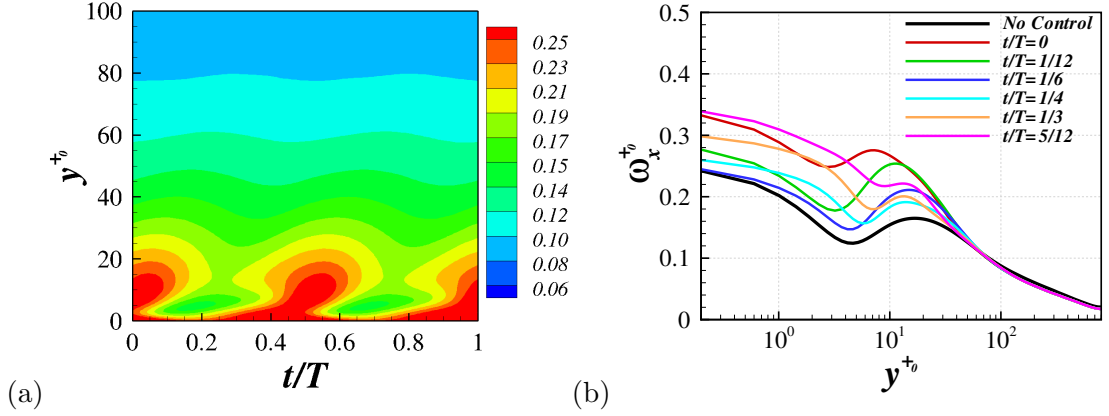 100
80
60
40
20
0
y⁺⁰
0
0.2
0.4
0.6
0.8
1
t/T
0.25
0.23
0.21
0.19
0.17
0.15
0.12
0.10
0.08
0.06
(a)
No Control
t/T=0
t/T=1/12
t/T=1/6
t/T=1/4
t/T=1/3
t/T=5/12
0.5
0.4
0.3
0.2
0.1
0
ωₓ⁺⁰
10⁰
10¹
10²
y⁺⁰
(b)